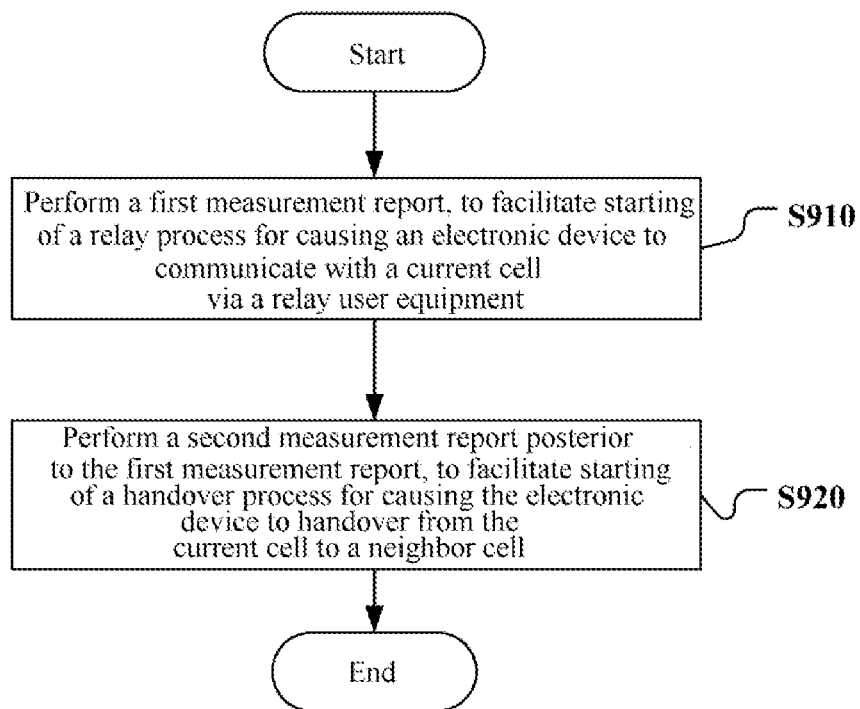 Start
Perform a first measurement report, to facilitate starting
of a relay process for causing an electronic device to
communicate with a current cell
via a relay user equipment
S910
Perform a second measurement report posterior
to the first measurement report, to facilitate starting
of a handover process for causing the electronic
device to handover from the
current cell to a neighbor cell
S920
End